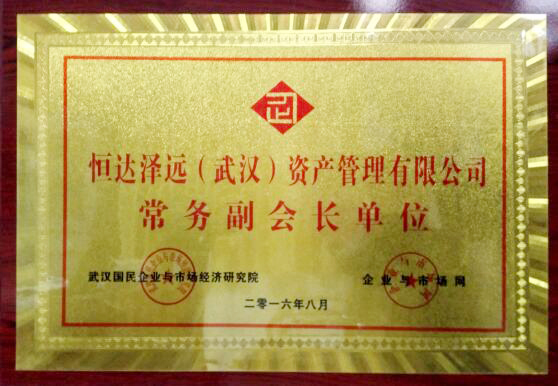 恒达泽远（武汉）资产管理有限公司
常务副会长单位
武汉国民企业与市场经济研究院 企业与市场网
二零一六年八月